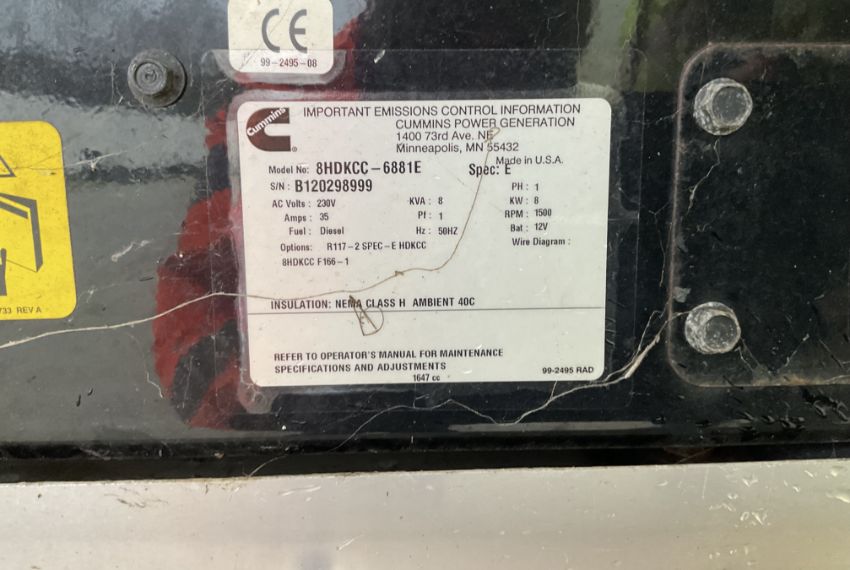 CE
99-2495-08
Cummins
IMPORTANT EMISSIONS CONTROL INFORMATION
CUMMINS POWER GENERATION
1400 73rd Ave. NE
Minneapolis, MN 55432
Made in U.S.A.
Model No: 8HDKCC-6881E Spec: E
S/N: B120298999 PH: 1
AC Volts: 230V KVA: 8 KW: 8
Amps: 35 Pf: 1 RPM: 1500
Fuel: Diesel Hz: 50HZ Bat: 12V
Options: R117-2 SPEC-E HDKCC Wire Diagram:
8HDKCC F166-1
INSULATION: NEMA CLASS H AMBIENT 40C
REFER TO OPERATOR'S MANUAL FOR MAINTENANCE
SPECIFICATIONS AND ADJUSTMENTS 99-2495 RAD
1647 cc
733 REV A